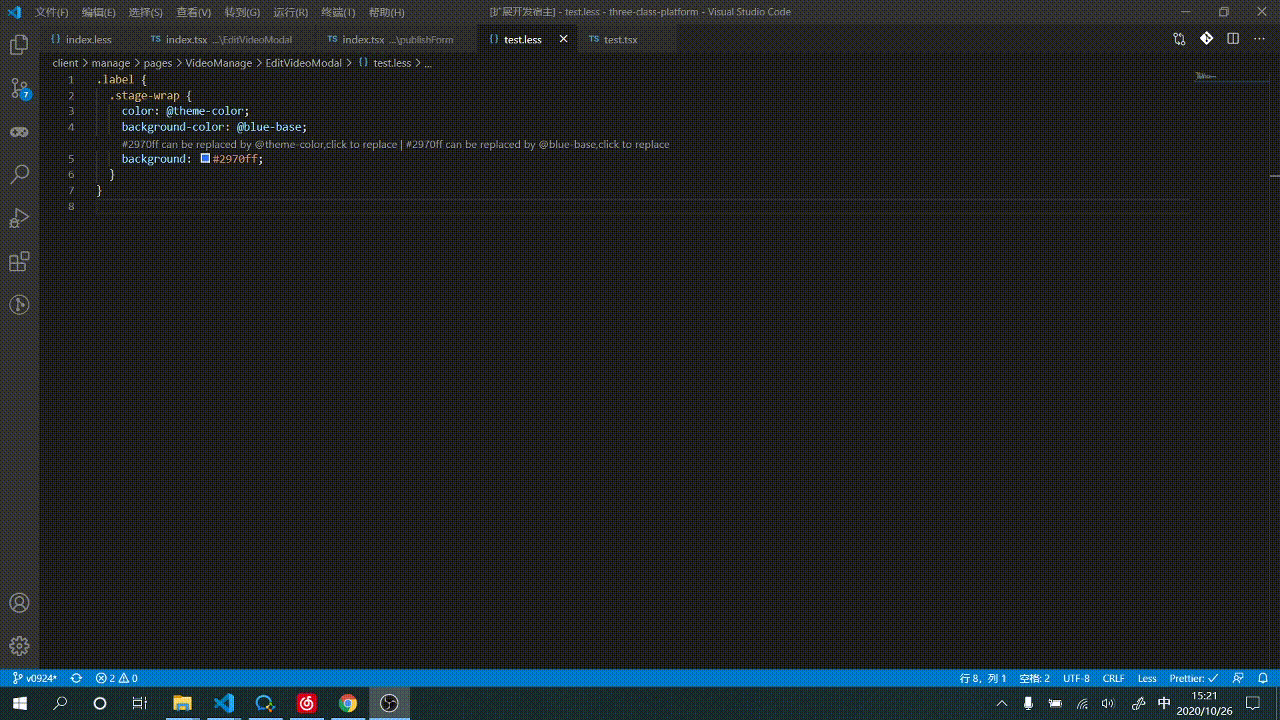 文件(F) 编辑(E) 选择(S) 查看(V) 转到(G) 运行(R) 终端(T) 帮助(H) [扩展开发宿主] - test.less - three-class-platform - Visual Studio Code
{} index.less TS index.tsx ...\EditVideoModal TS index.tsx ...\publishForm {} test.less TS test.tsx
client > manage > pages > VideoManage > EditVideoModal > {} test.less > ...
1 .label {
2 .stage-wrap {
3 color: @theme-color;
4 background-color: @blue-base;
#2970ff can be replaced by @theme-color,click to replace | #2970ff can be replaced by @blue-base,click to replace
5 background: #2970ff;
6 }
7 }
8
7
v0924* 2 0 行 8，列 1 空格: 2 UTF-8 CRLF Less Prettier: ✓
中 15:21
2020/10/26